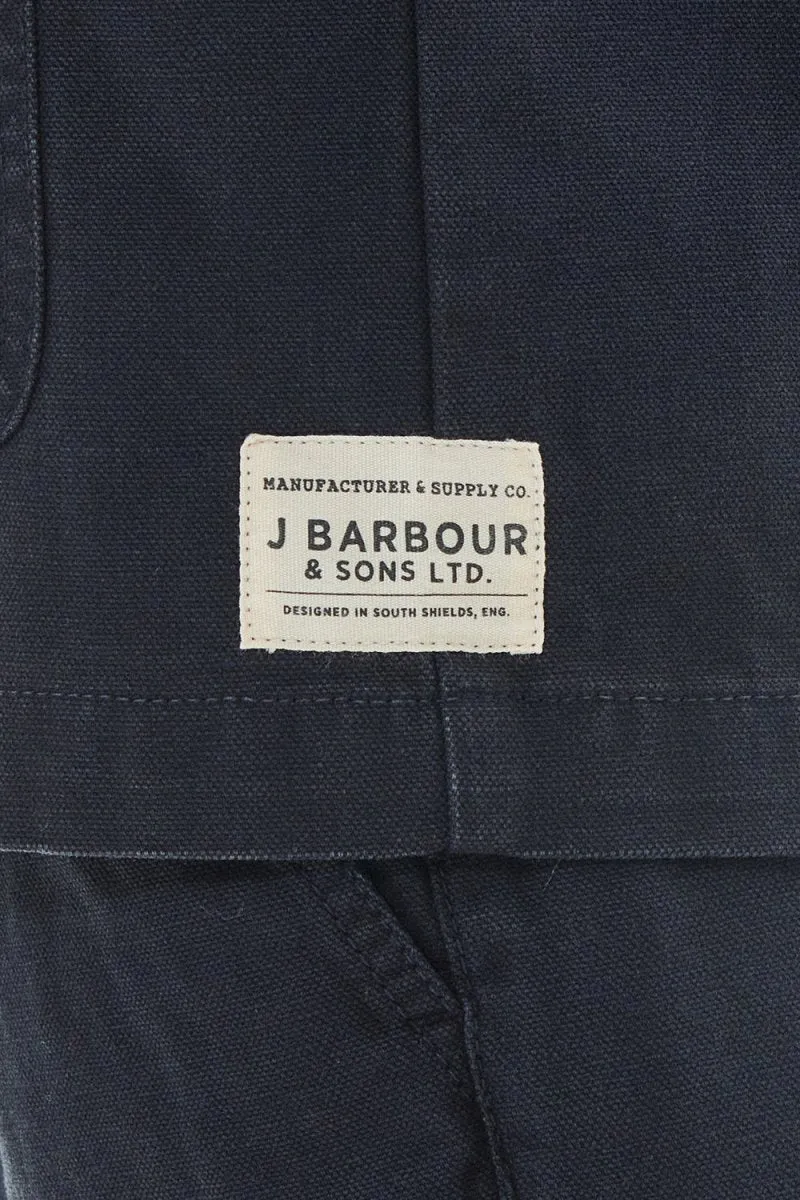 MANUFACTURER & SUPPLY CO.
J BARBOUR
& SONS LTD.
DESIGNED IN SOUTH SHIELDS, ENG.